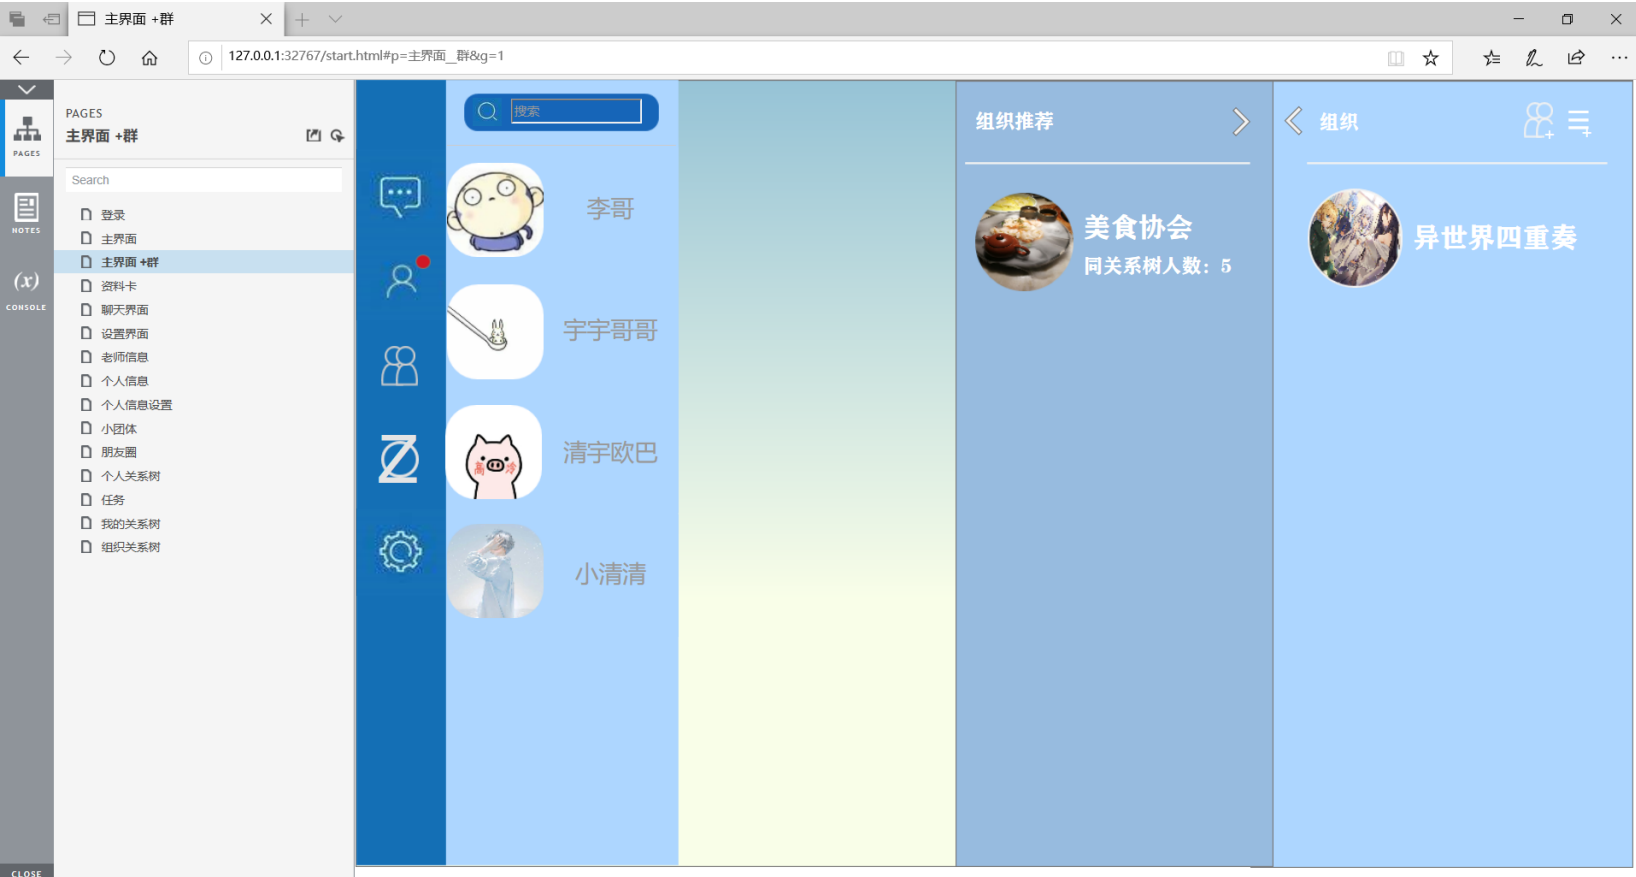 主界面 +群
127.0.0.1:32767/start.html#p=主界面__群&g=1
PAGES
NOTES
(x)
CONSOLE
CLOSE
PAGES
主界面 +群
Search
登录
主界面
主界面 +群
资料卡
聊天界面
设置界面
老师信息
个人信息
个人信息设置
小团体
朋友圈
个人关系树
任务
我的关系树
组织关系树
搜索
李哥
宇宇哥哥
清宇欧巴
高冷
小清清
组织推荐
美食协会
同关系树人数：5
组织
异世界四重奏